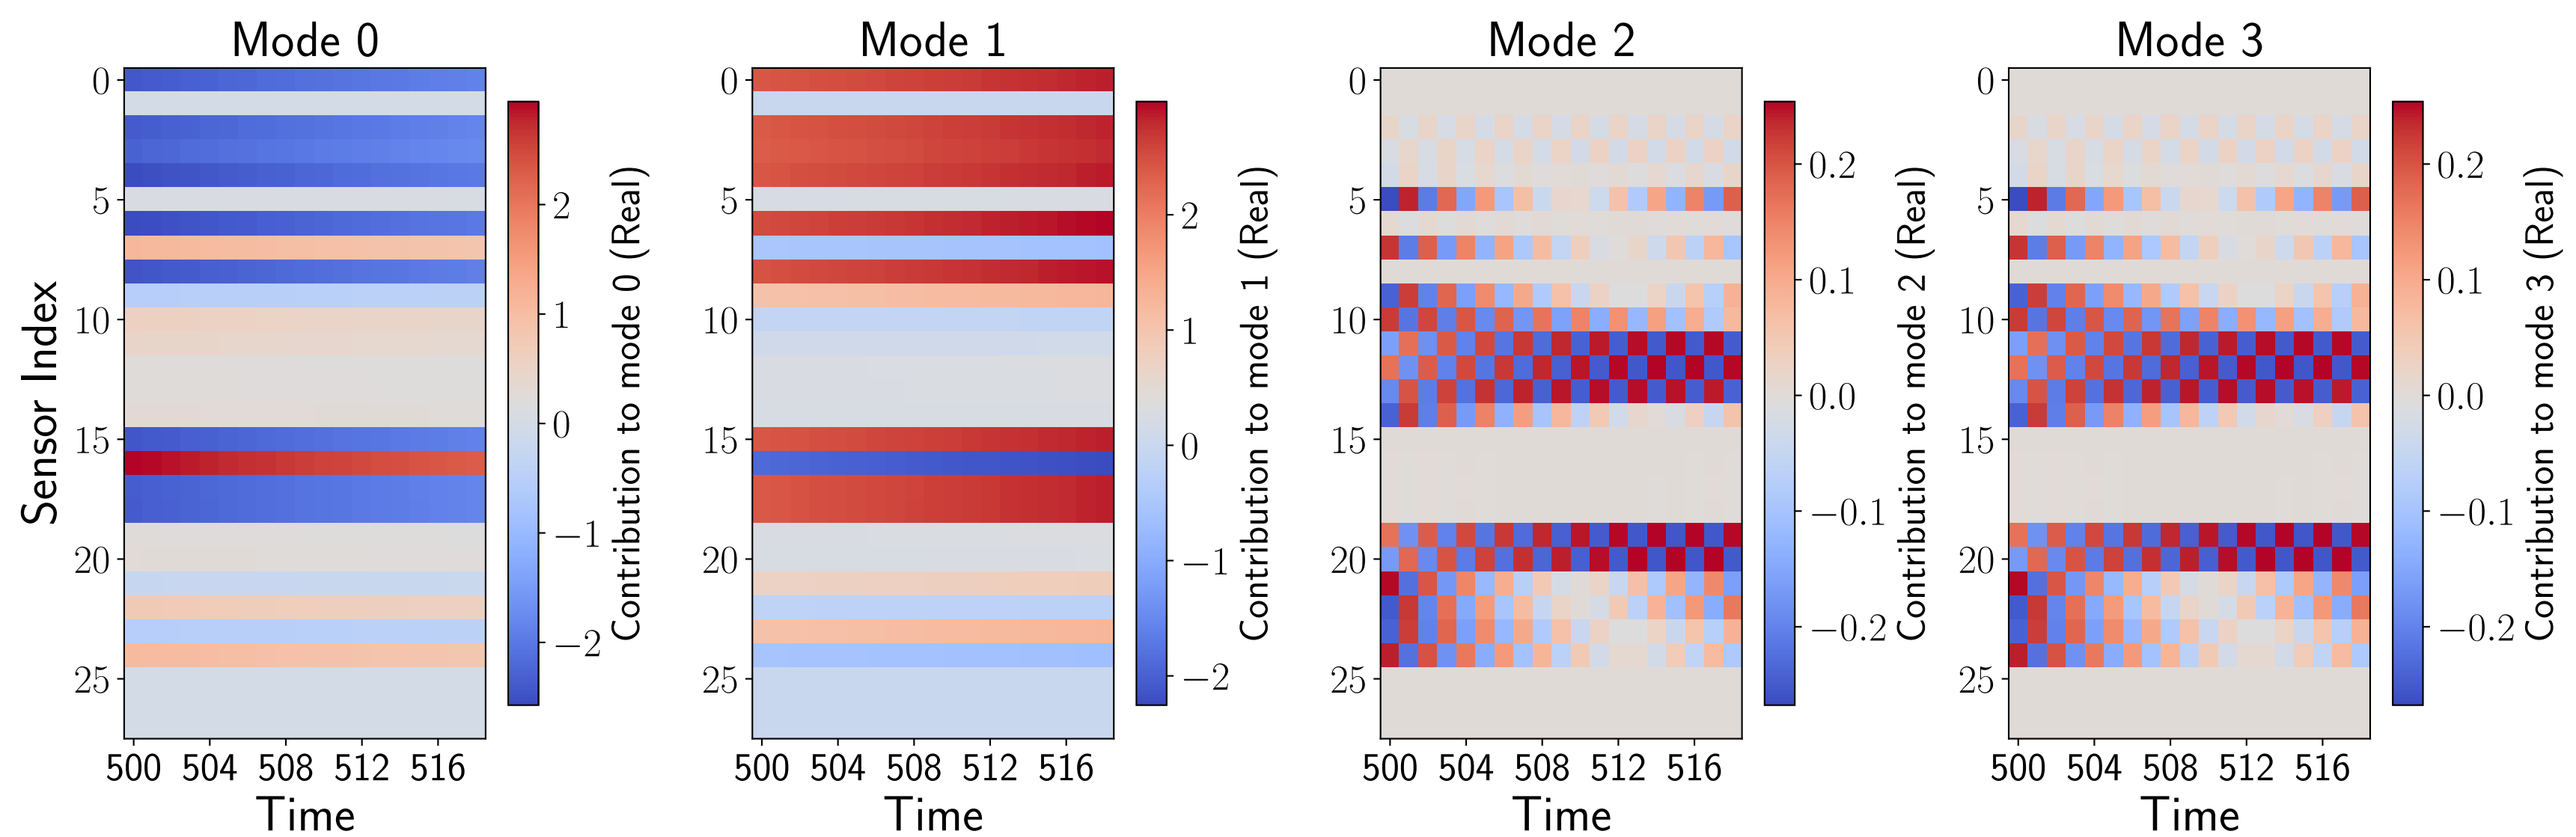 Mode 0
Mode 1
Mode 2
Mode 3
Sensor Index
0
5
10
15
20
25
500 504 508 512 516
Time
2
1
0
−1
−2
Contribution to mode 0 (Real)
0
5
10
15
20
25
500 504 508 512 516
Time
2
1
0
−1
−2
Contribution to mode 1 (Real)
0
5
10
15
20
25
500 504 508 512 516
Time
0.2
0.1
0.0
−0.1
−0.2
Contribution to mode 2 (Real)
0
5
10
15
20
25
500 504 508 512 516
Time
0.2
0.1
0.0
−0.1
−0.2
Contribution to mode 3 (Real)